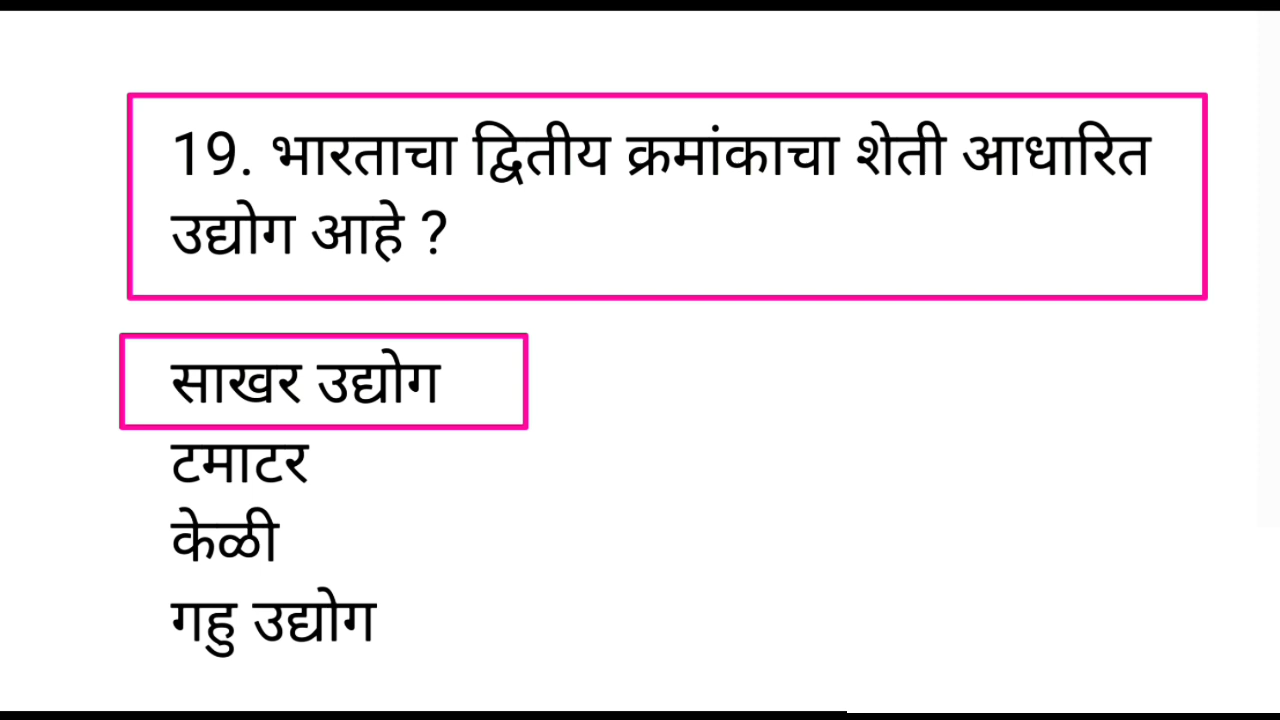 19. भारताचा द्वितीय क्रमांकाचा शेती आधारित
उद्योग आहे ?
साखर उद्योग
टमाटर
केळी
गहु उद्योग